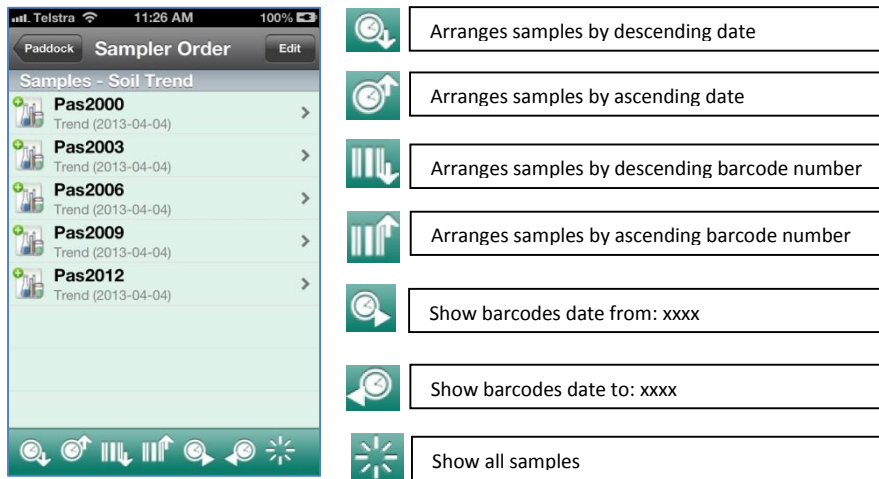 Telstra 11:26 AM 100%
Paddock Sampler Order Edit
Samples - Soil Trend
Pas2000
Trend (2013-04-04)
Pas2003
Trend (2013-04-04)
Pas2006
Trend (2013-04-04)
Pas2009
Trend (2013-04-04)
Pas2012
Trend (2013-04-04)
Arranges samples by descending date
Arranges samples by ascending date
Arranges samples by descending barcode number
Arranges samples by ascending barcode number
Show barcodes date from: xxxx
Show barcodes date to: xxxx
Show all samples